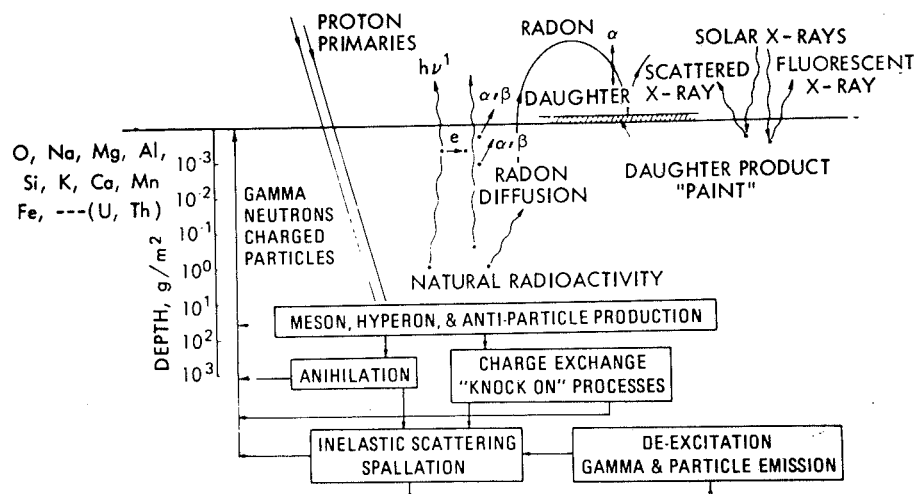 PROTON
PRIMARIES
hν¹
RADON
α
SOLAR X-RAYS
FLUORESCENT
X-RAY
SCATTERED
X-RAY
α,β
DAUGHTER
e
α,β
O, Na, Mg, Al,
Si, K, Ca, Mn
Fe, ---(U, Th)
DEPTH, g/m²
10⁻³
10⁻²
10⁻¹
10⁰
10¹
10²
10³
GAMMA
NEUTRONS
CHARGED
PARTICLES
RADON
DIFFUSION
DAUGHTER PRODUCT
"PAINT"
NATURAL RADIOACTIVITY
MESON, HYPERON, & ANTI-PARTICLE PRODUCTION
ANIHILATION
CHARGE EXCHANGE
"KNOCK ON" PROCESSES
INELASTIC SCATTERING
SPALLATION
DE-EXCITATION
GAMMA & PARTICLE EMISSION